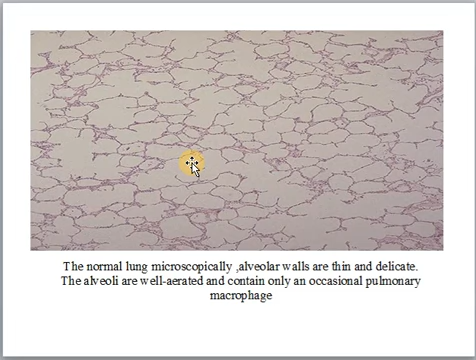 The normal lung microscopically ,alveolar walls are thin and delicate.
The alveoli are well-aerated and contain only an occasional pulmonary
macrophage